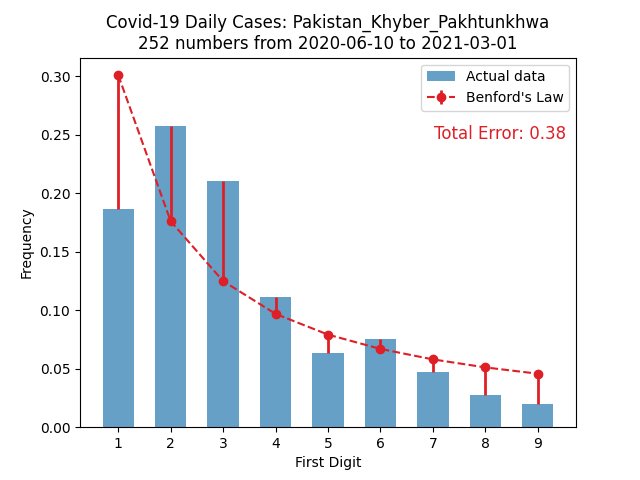 Covid-19 Daily Cases: Pakistan_Khyber_Pakhtunkhwa
252 numbers from 2020-06-10 to 2021-03-01
Actual data
Benford's Law
Total Error: 0.38
Frequency
0.30
0.25
0.20
0.15
0.10
0.05
0.00
1 2 3 4 5 6 7 8 9
First Digit